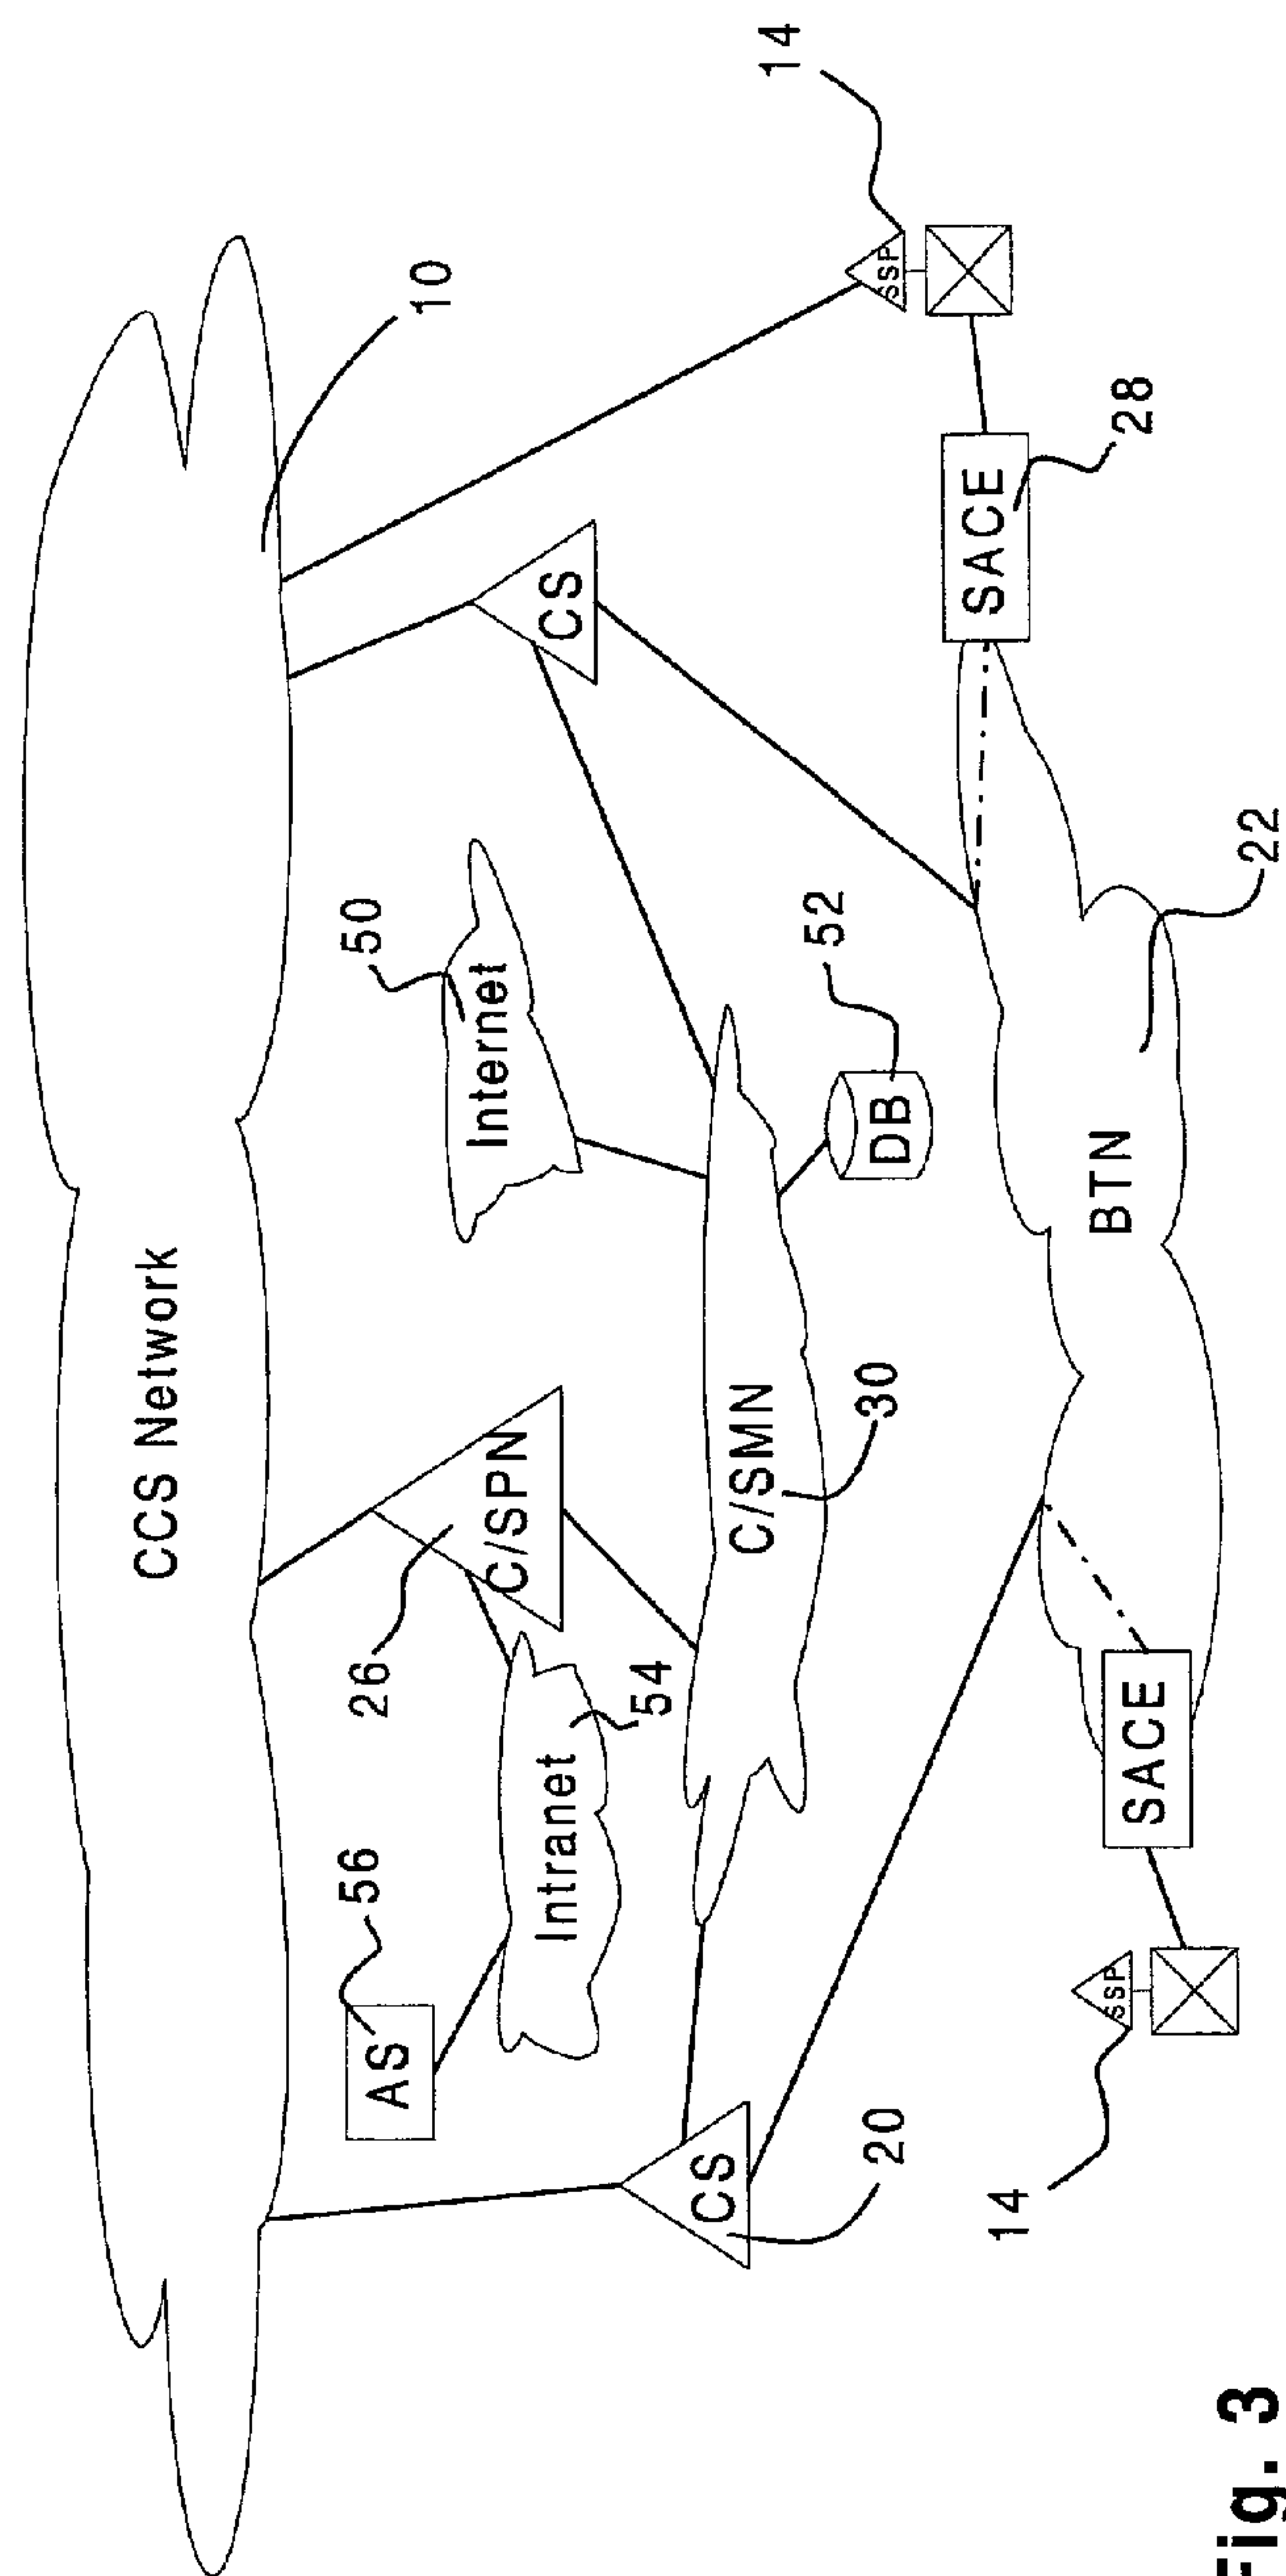 CCS Network
10
14
AS
56
26
C/SPN
Internet
50
CS
Intranet
54
SSP
CS
20
C/SMN
30
DB
52
SACE
28
14
SSP
SACE
BTN
22
Fig. 3